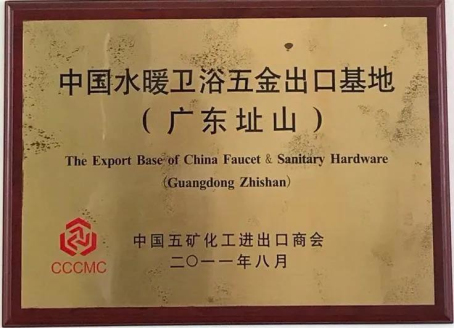 中国水暖卫浴五金出口基地
(广东址山)
The Export Base of China Faucet & Sanitary Hardware
(Guangdong Zhishan)
CCCMC
中国五矿化工进出口商会
二〇一一年八月